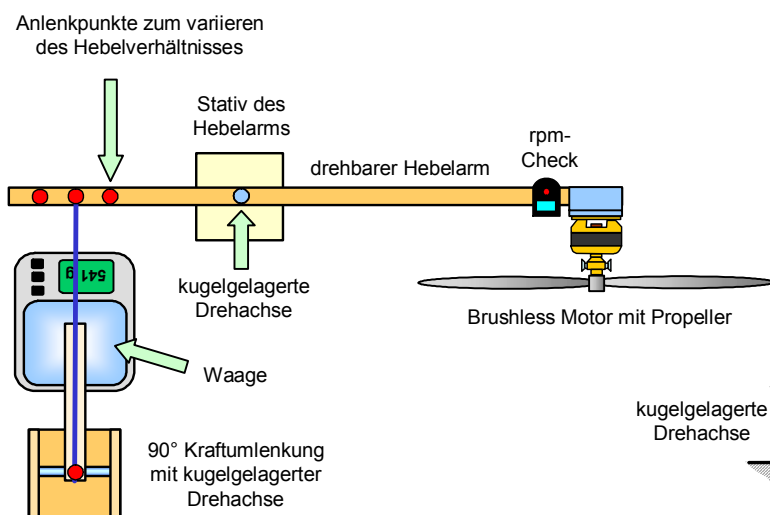 Anlenkpunkte zum variieren
des Hebelverhältnisses
Stativ des
Hebelarms
rpm-
Check
drehbarer Hebelarm
541 g
kugelgelagerte
Drehachse
Brushless Motor mit Propeller
Waage
kugelgelagerte
Drehachse
90° Kraftumlenkung
mit kugelgelagerter
Drehachse